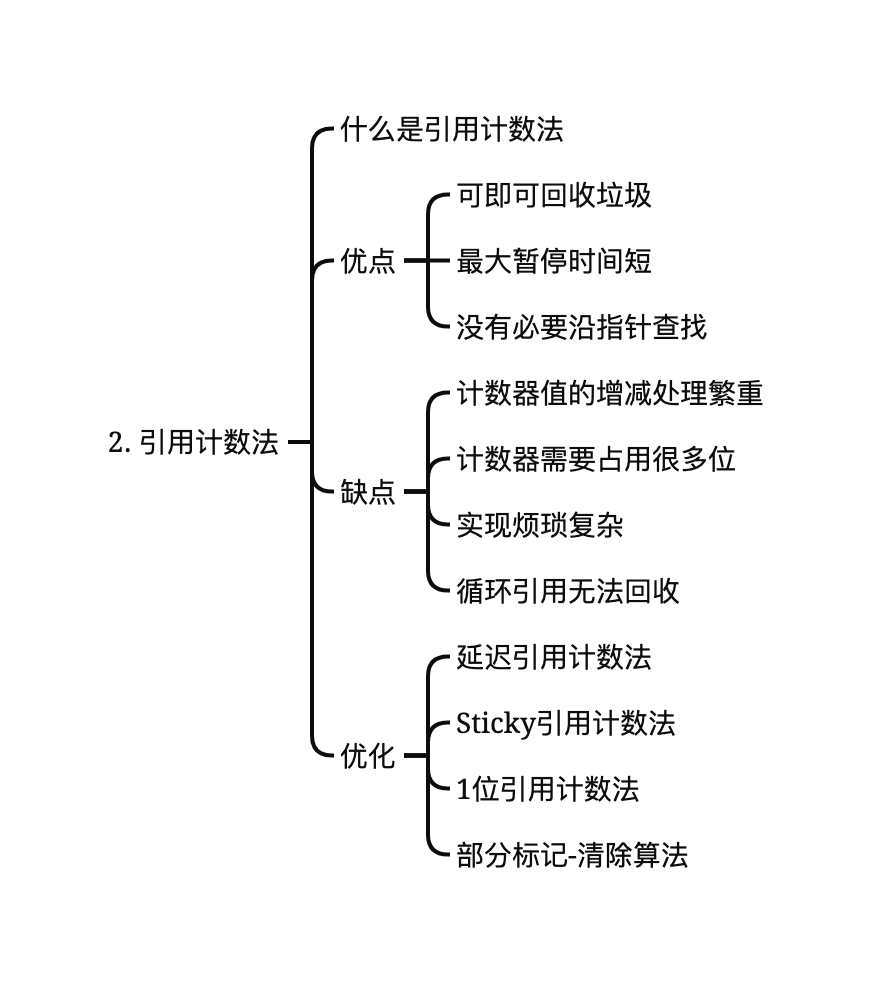 什么是引用计数法
可即可回收垃圾
优点
最大暂停时间短
没有必要沿指针查找
计数器值的增减处理繁重
2. 引用计数法
计数器需要占用很多位
缺点
实现烦琐复杂
循环引用无法回收
延迟引用计数法
Sticky引用计数法
优化
1位引用计数法
部分标记-清除算法